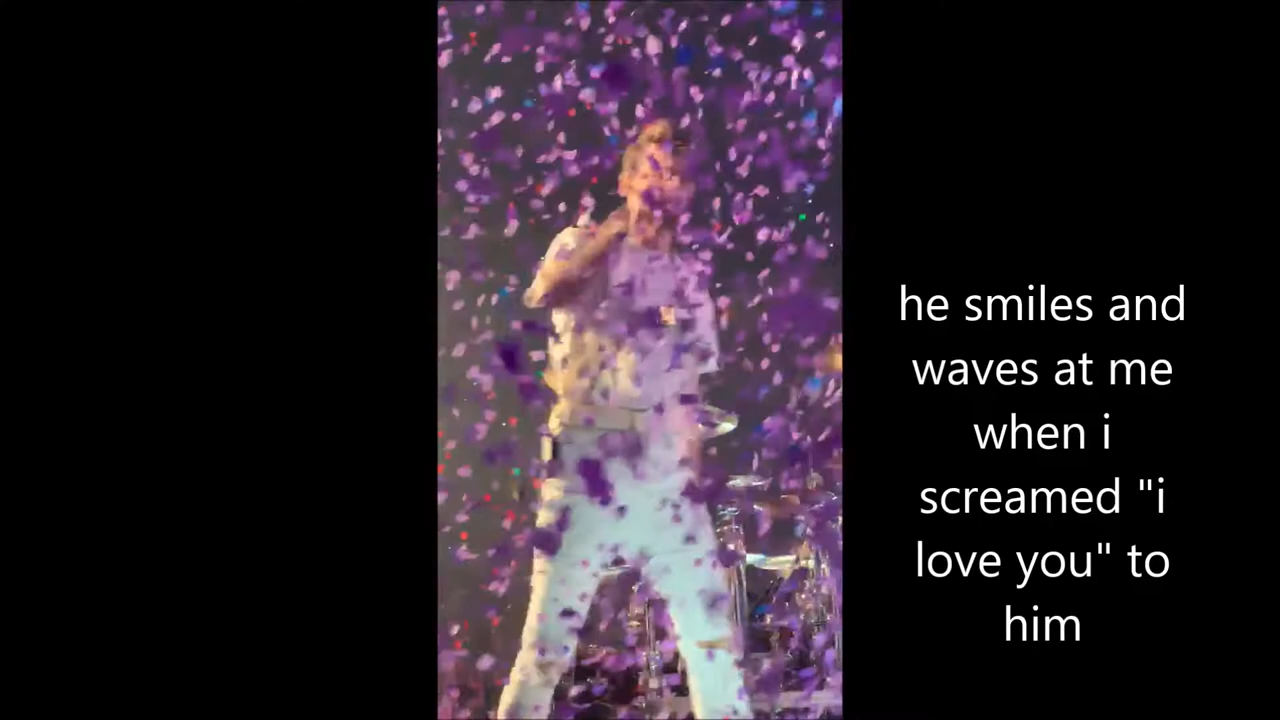 he smiles and
waves at me
when i
screamed "i
love you" to
him